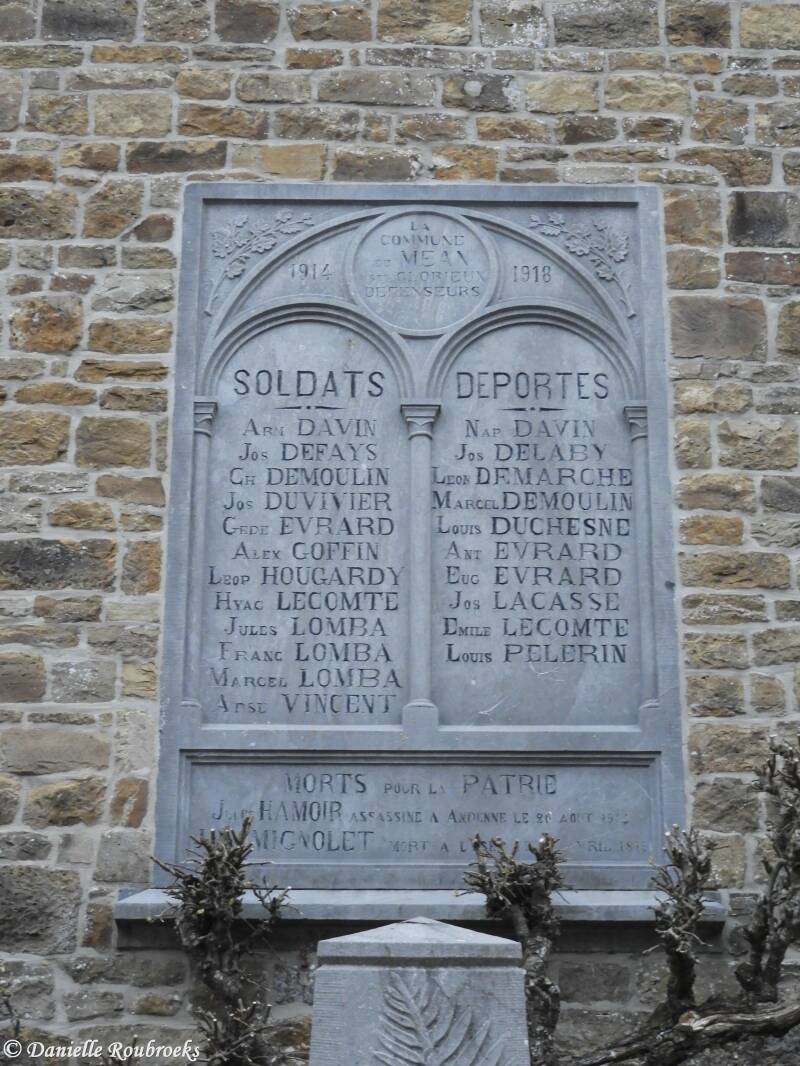 LA
COMMUNE
DE MEAN
A SES GLORIEUX
DEFENSEURS
1914 1918
SOLDATS
ARM DAVIN
JOS DEFAYS
CH DEMOULIN
JOS DUVIVIER
GEDE EVRARD
ALEX GOFFIN
LEOP HOUGARDY
HYAC LECOMTE
JULES LOMBA
FRANC LOMBA
MARCEL LOMBA
VINCENT
DEPORTES
NAP DAVIN
JOS DELABY
LEON DEMARCHE
MARCEL DEMOULIN
LOUIS DUCHESNE
ANT EVRARD
EUG EVRARD
JOS LACASSE
EMILE LECOMTE
LOUIS PELERIN
MORTS POUR LA PATRIE
HAMOIR ASSASSINE A ANDENNE LE 20 AOUT 1914
MIGNOLET MORT A
© Danielle Roubroeks